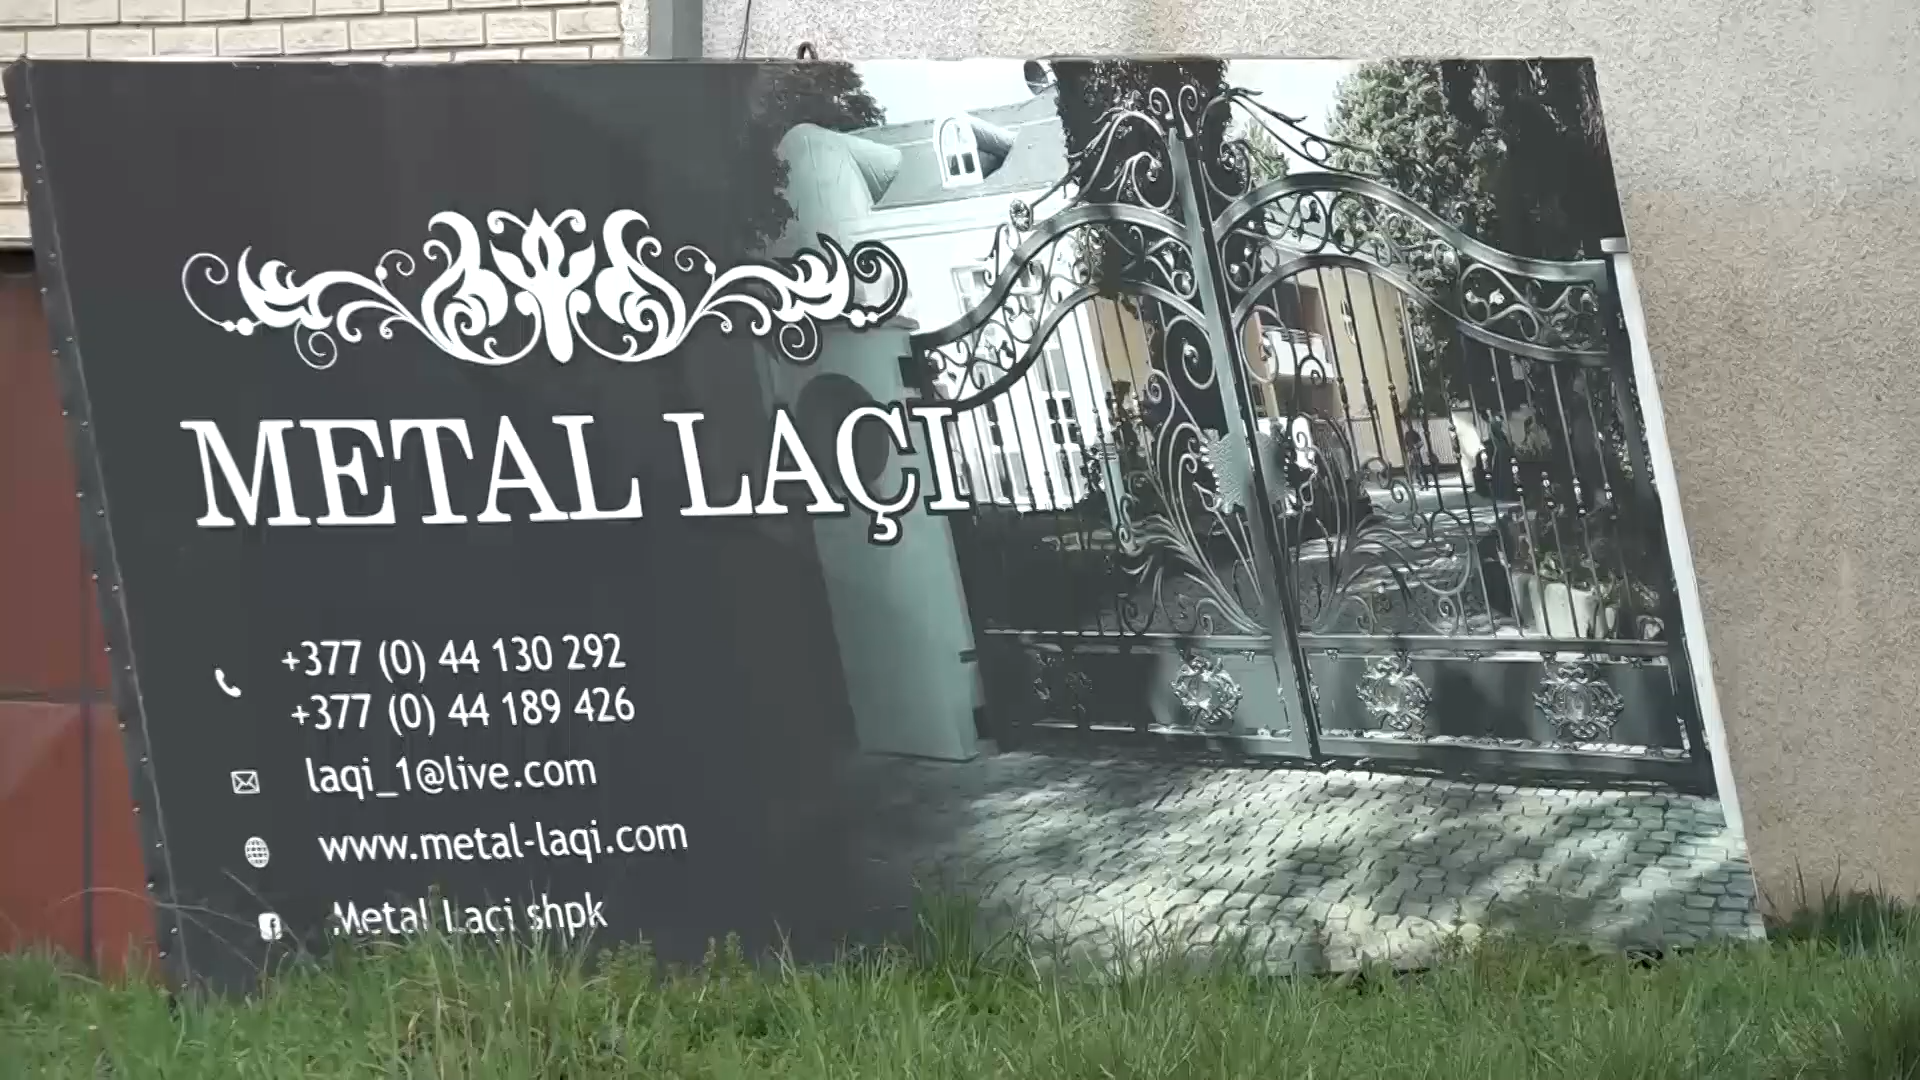 METAL LAÇI
+377 (0) 44 130 292
+377 (0) 44 189 426
laqi_1@live.com
www.metal-laqi.com
Metal Laçi shpk